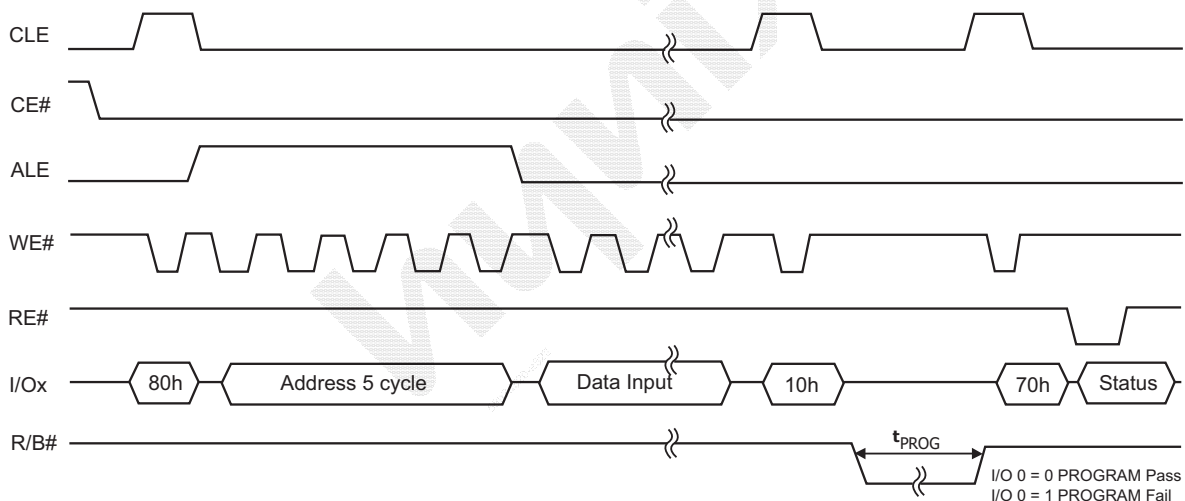 CLE
CE#
ALE
WE#
RE#
I/Ox 80h Address 5 cycle Data Input 10h 70h Status
R/B# tPROG
I/O 0 = 0 PROGRAM Pass
I/O 0 = 1 PROGRAM Fail